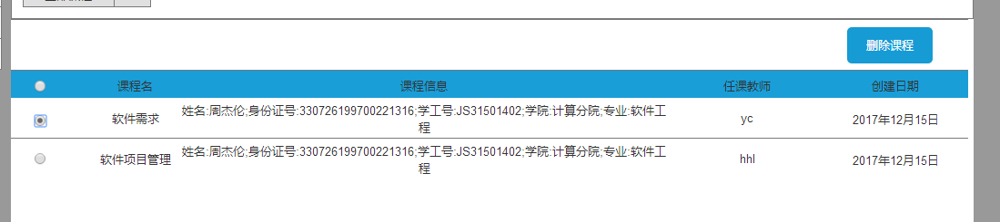 删除课程
课程名 课程信息 任课教师 创建日期
软件需求 姓名:周杰伦;身份证号:330726199700221316;学工号:JS31501402;学院:计算分院;专业:软件工 yc 2017年12月15日
程
软件项目管理 姓名:周杰伦;身份证号:330726199700221316;学工号:JS31501402;学院:计算分院;专业:软件工 hhl 2017年12月15日
程